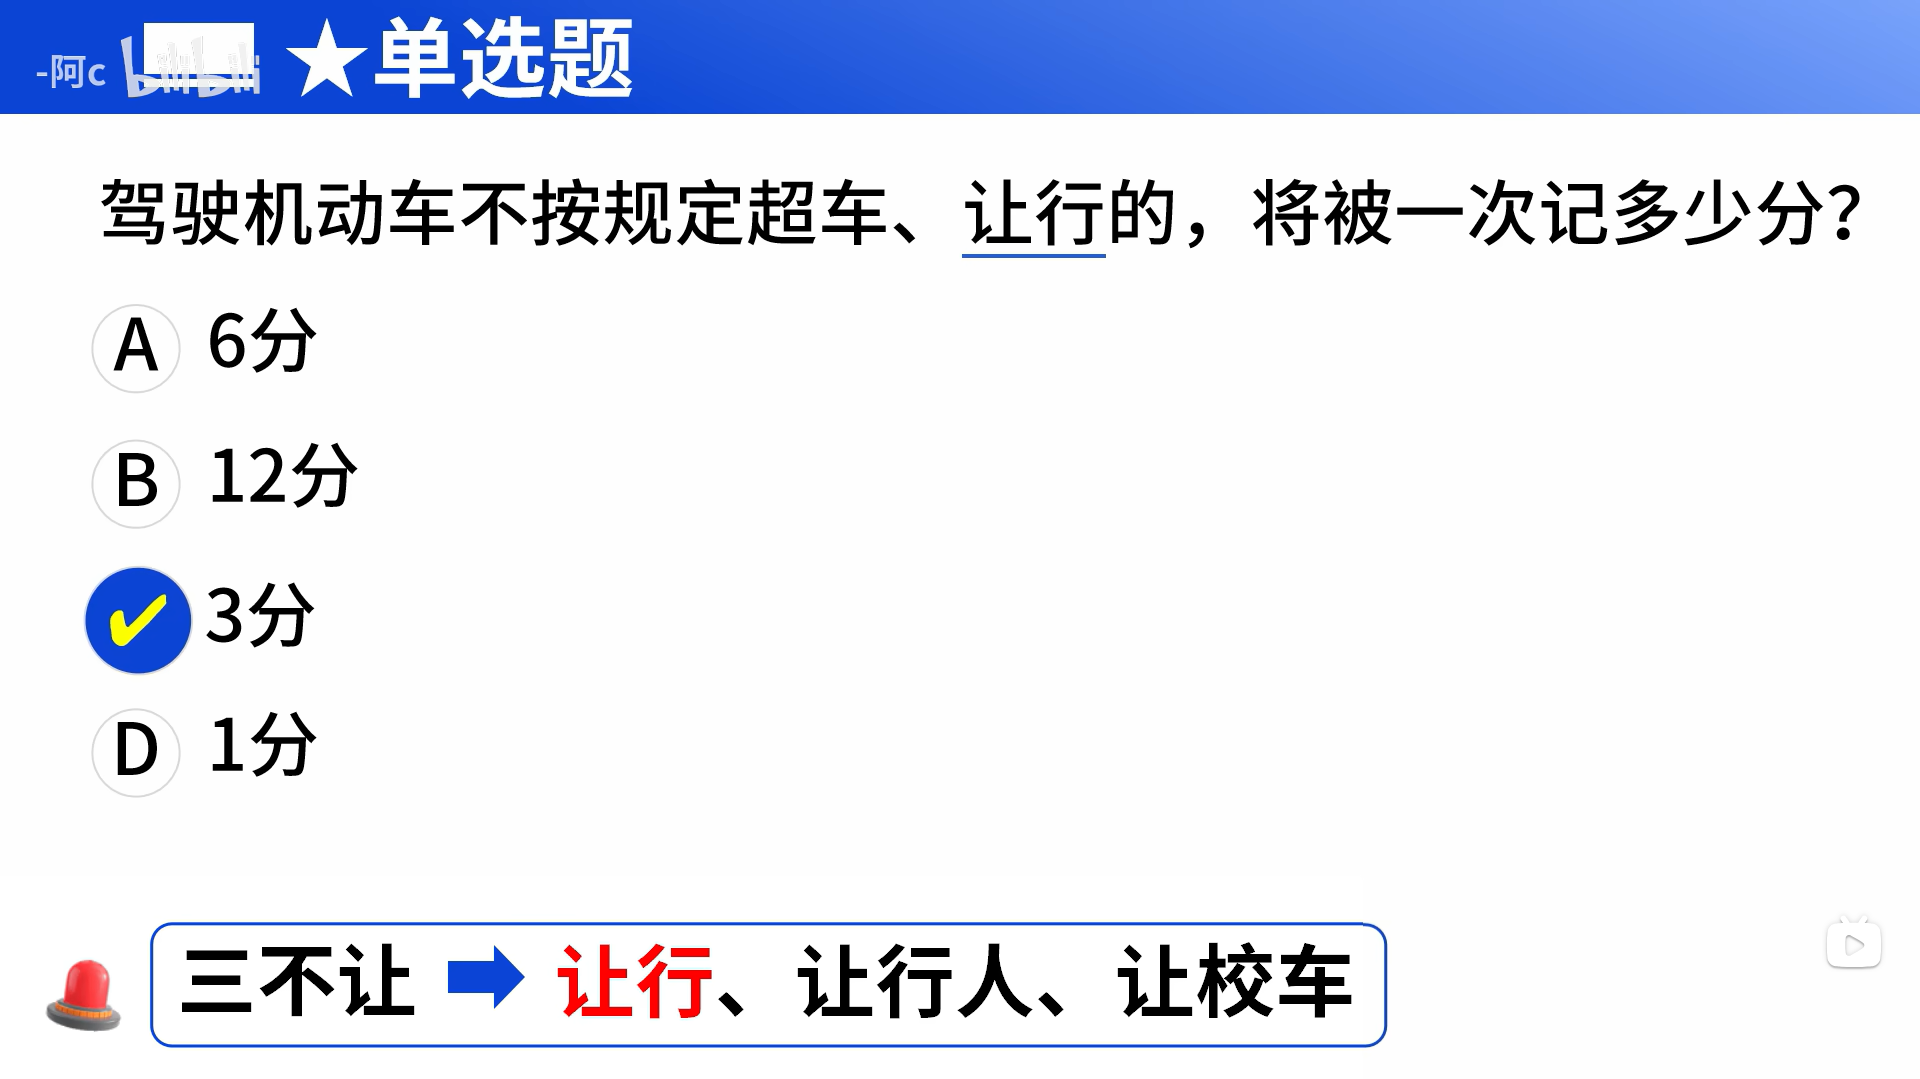 -阿c bilibili ★单选题
驾驶机动车不按规定超车、让行的，将被一次记多少分？
A 6分
B 12分
✔ 3分
D 1分
三不让 ➡ 让行、让行人、让校车